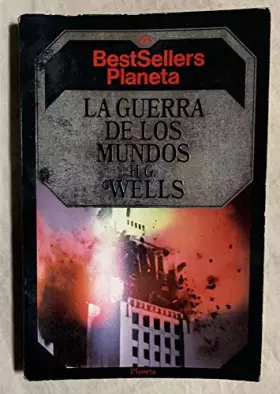 BestSellers
Planeta
LA GUERRA
DE LOS
MUNDOS
H.G.
WELLS
Planeta